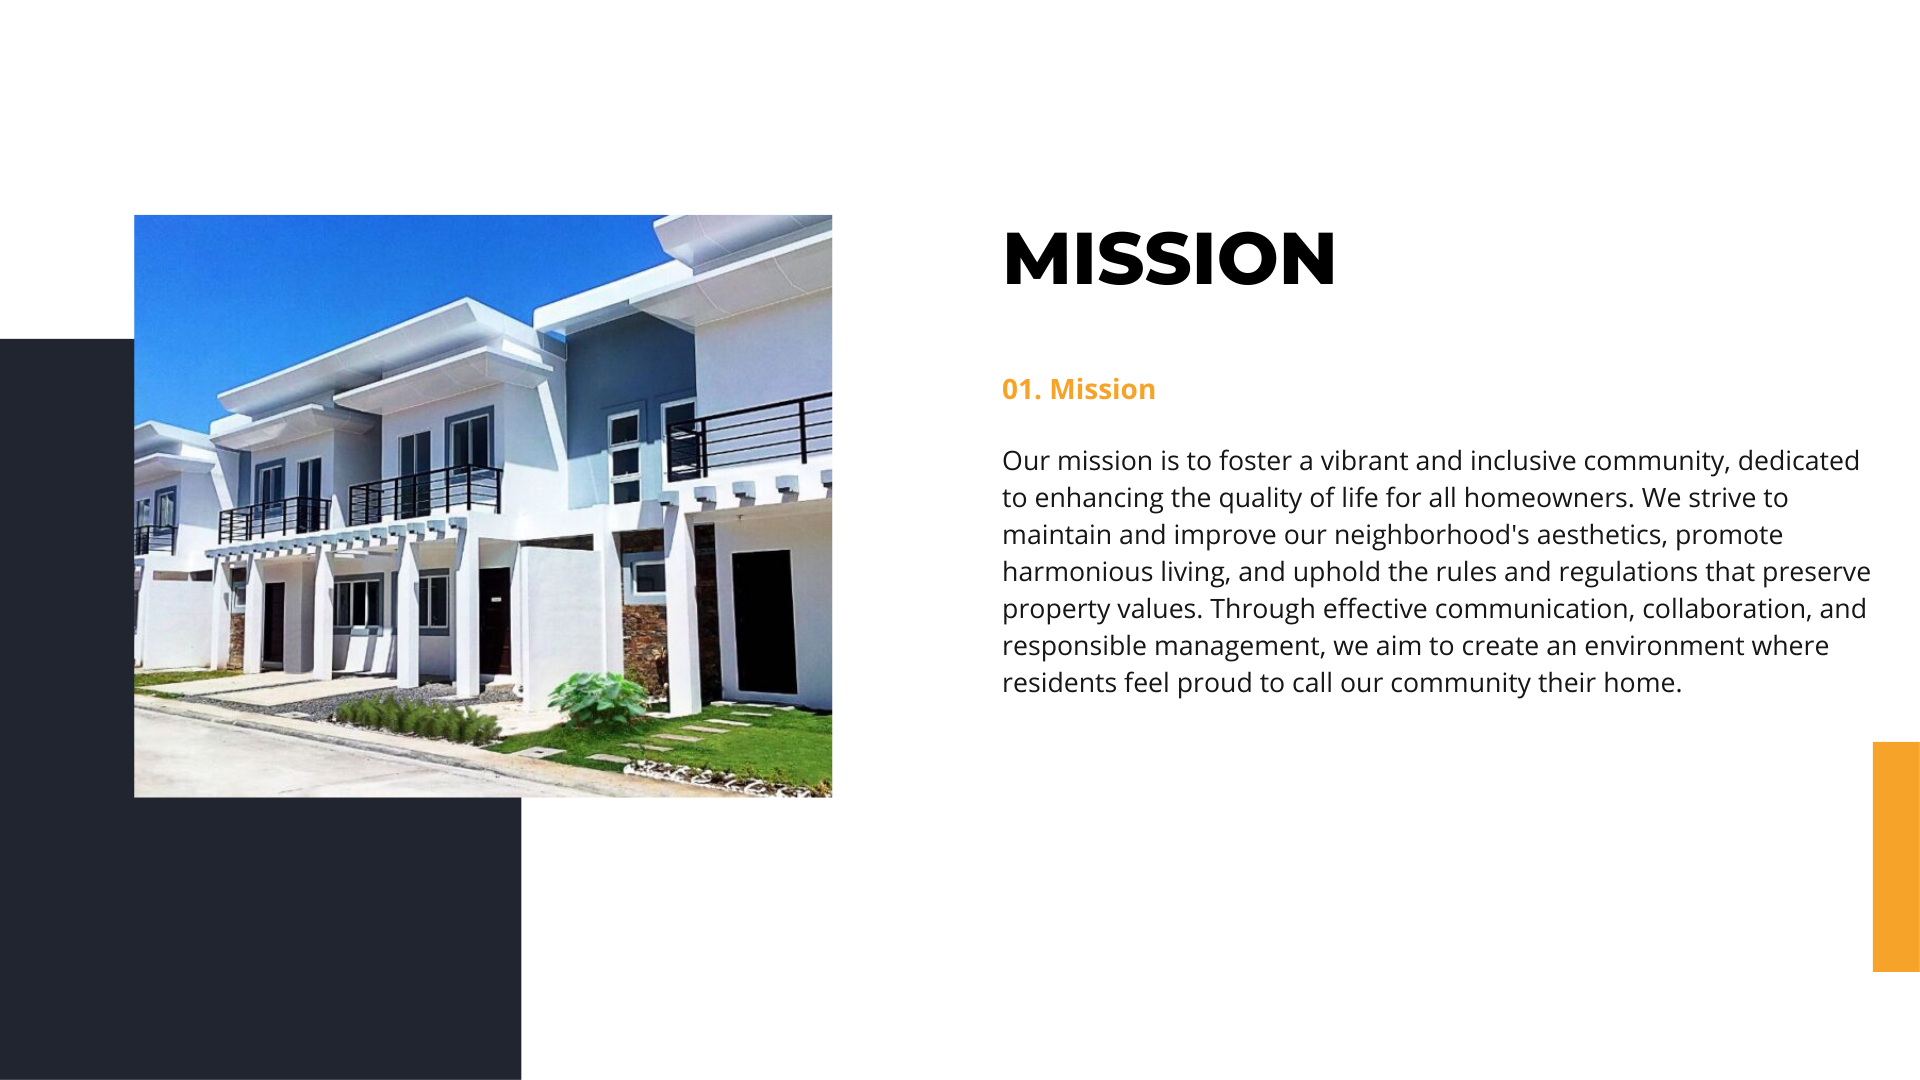 MISSION
01. Mission
Our mission is to foster a vibrant and inclusive community, dedicated
to enhancing the quality of life for all homeowners. We strive to
maintain and improve our neighborhood's aesthetics, promote
harmonious living, and uphold the rules and regulations that preserve
property values. Through effective communication, collaboration, and
responsible management, we aim to create an environment where
residents feel proud to call our community their home.